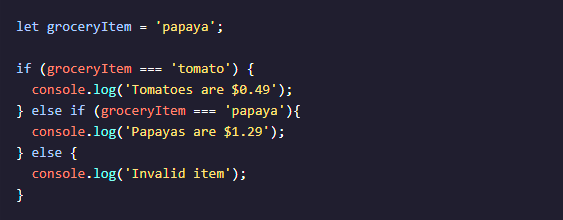 let groceryItem = 'papaya';

if (groceryItem === 'tomato') {
  console.log('Tomatoes are $0.49');
} else if (groceryItem === 'papaya'){
  console.log('Papayas are $1.29');
} else {
  console.log('Invalid item');
}